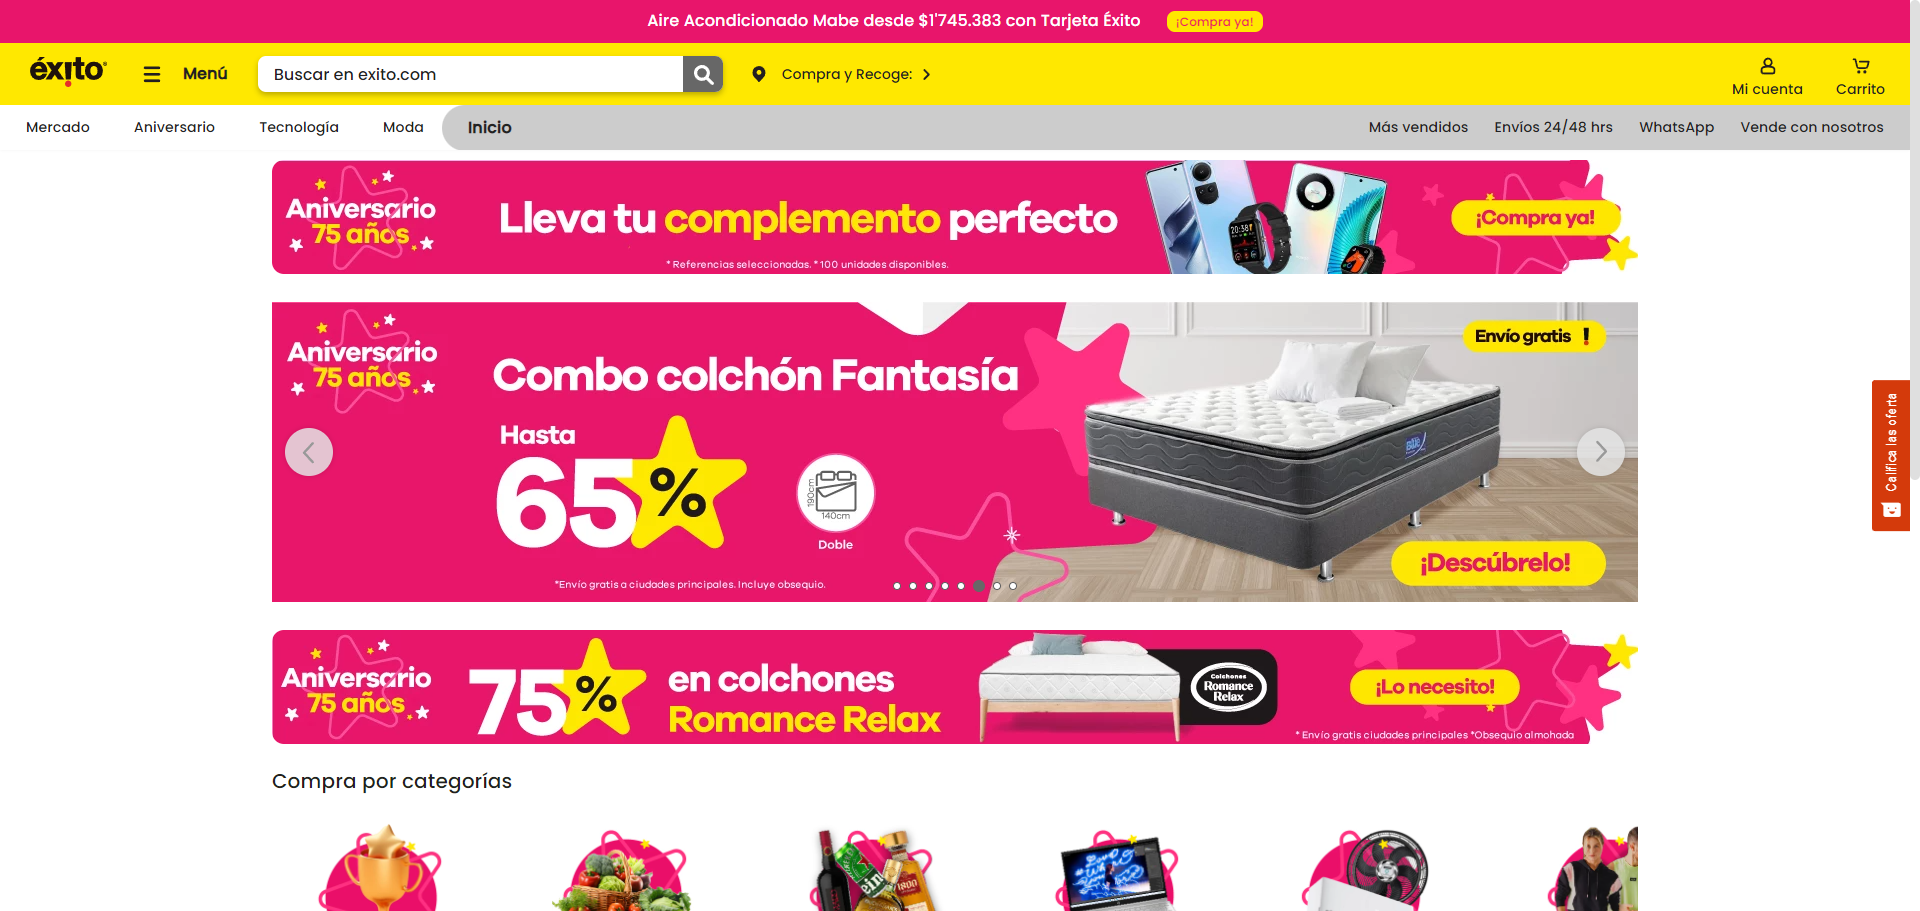 Aire Acondicionado Mabe desde $1'745.383 con Tarjeta Éxito ¡Compra ya!
éxito
Menú
Buscar en exito.com
Compra y Recoge:
Mi cuenta
Carrito
Mercado
Aniversario
Tecnología
Moda
Inicio
Más vendidos
Envíos 24/48 hrs
WhatsApp
Vende con nosotros
Aniversario
75 años
Lleva tu complemento perfecto
* Referencias seleccionadas. * 100 unidades disponibles.
20:38
¡Compra ya!
Aniversario
75 años
Combo colchón Fantasía
Hasta
65%
190cm
140cm
Doble
*Envío gratis a ciudades principales. Incluye obsequio.
Envío gratis !
¡Descúbrelo!
Califica las oferta
Aniversario
75 años
75%
en colchones
Romance Relax
Colchones
Romance
Relax
¡Lo necesito!
* Envío gratis ciudades principales *Obsequio almohada
Compra por categorías
1800